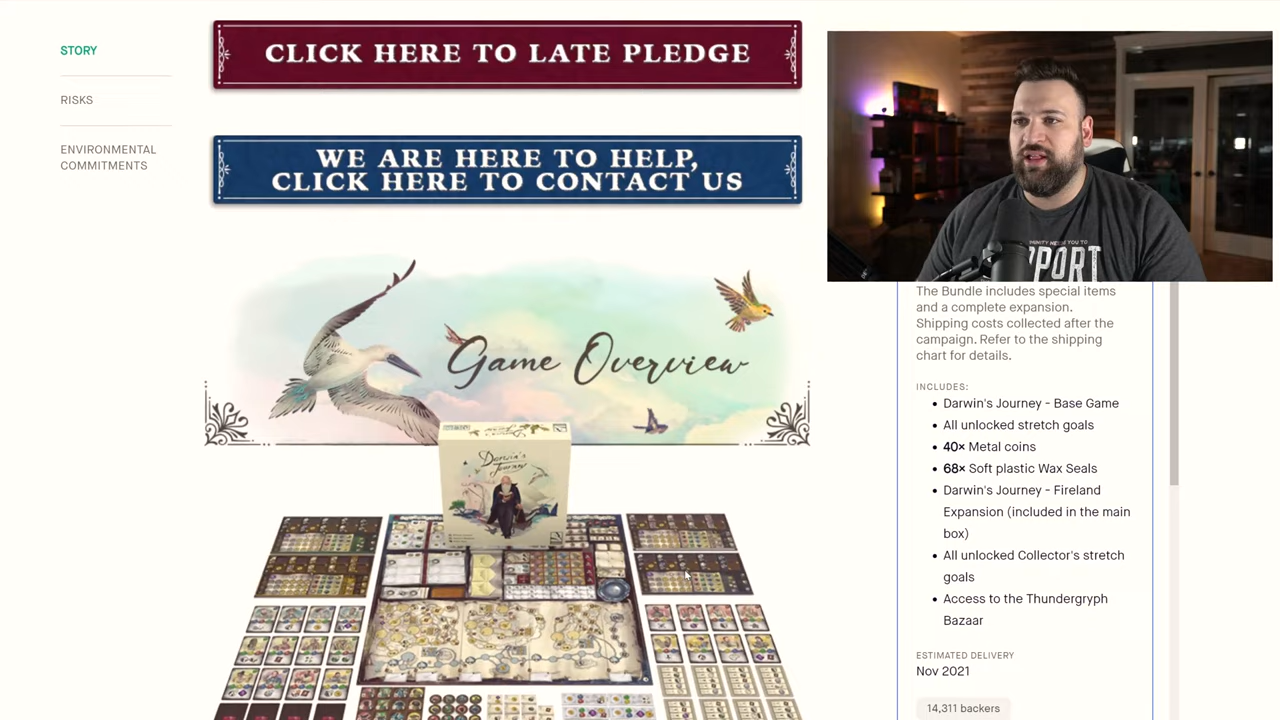 STORY
RISKS
ENVIRONMENTAL
COMMITMENTS
CLICK HERE TO LATE PLEDGE
WE ARE HERE TO HELP,
CLICK HERE TO CONTACT US
Game Overview
Darwin's
Journey
The Bundle includes special items
and a complete expansion.
Shipping costs collected after the
campaign. Refer to the shipping
chart for details.
INCLUDES:
Darwin's Journey - Base Game
All unlocked stretch goals
40× Metal coins
68× Soft plastic Wax Seals
Darwin's Journey - Fireland
Expansion (included in the main
box)
All unlocked Collector's stretch
goals
Access to the Thundergryph
Bazaar
ESTIMATED DELIVERY
Nov 2021
14,311 backers